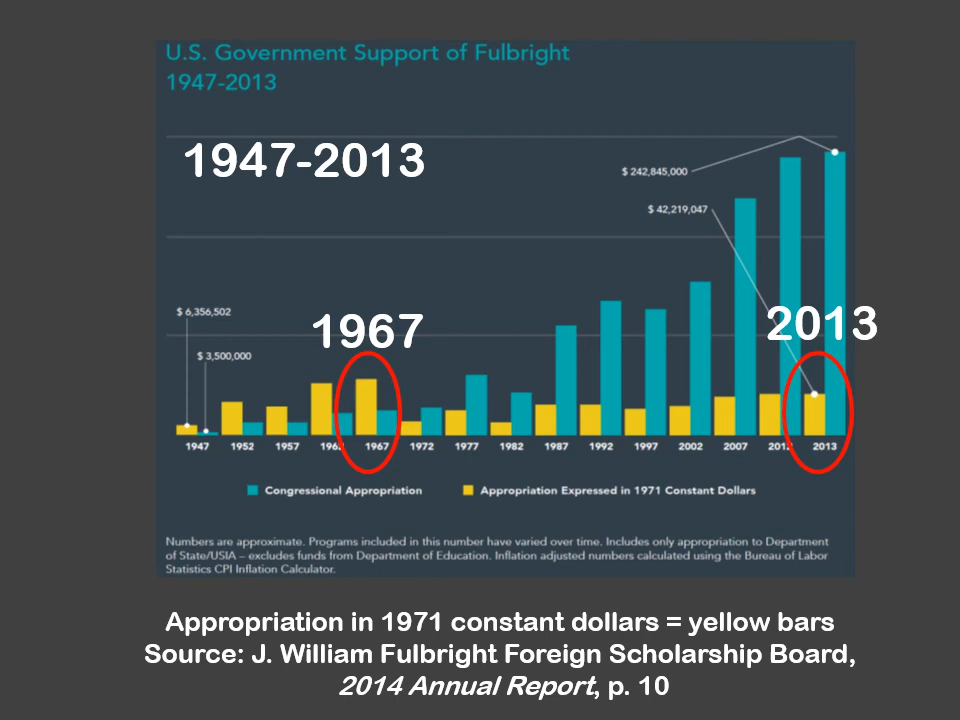 U.S. Government Support of Fulbright
1947-2013
1947-2013
$ 242,845,000
$ 42,219,047
$ 6,356,502
1967
2013
$ 3,500,000
1947 1952 1957 1967 1972 1977 1982 1987 1992 1997 2002 2007 2013
Congressional Appropriation Appropriation Expressed in 1971 Constant Dollars
Numbers are approximate. Programs included in this number have varied over time. Includes only appropriation to Department
of State/USIA – excludes funds from Department of Education. Inflation adjusted numbers calculated using the Bureau of Labor
Statistics CPI Inflation Calculator.
Appropriation in 1971 constant dollars = yellow bars
Source: J. William Fulbright Foreign Scholarship Board,
2014 Annual Report, p. 10